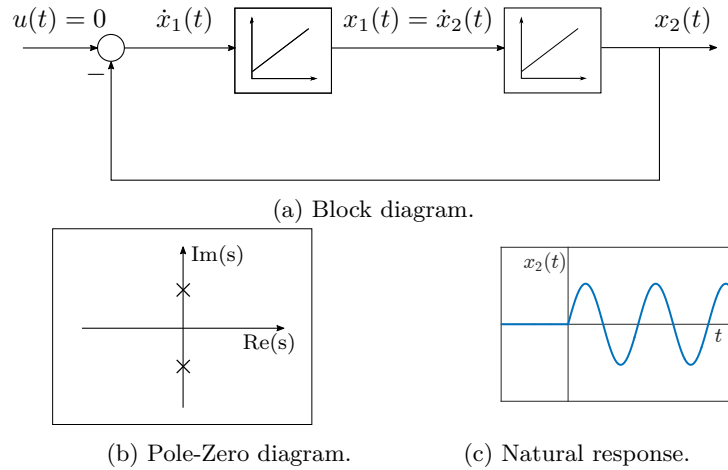 u(t) = 0
ẋ₁(t)
x₁(t) = ẋ₂(t)
x₂(t)
−
(a) Block diagram.
Im(s)
Re(s)
(b) Pole-Zero diagram.
x₂(t)
t
(c) Natural response.